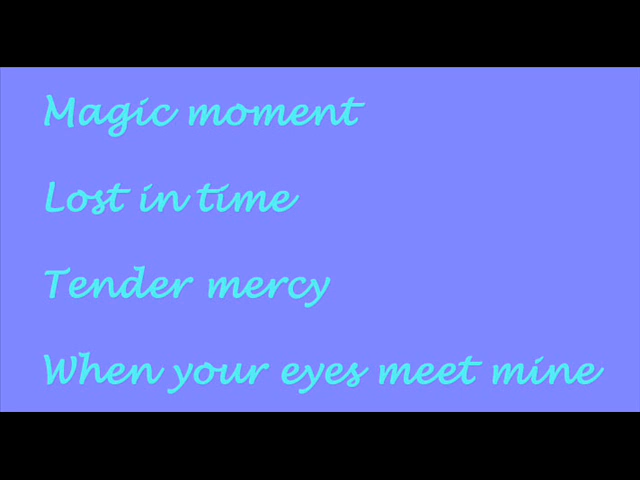 Magic moment
Lost in time
Tender mercy
When your eyes meet mine